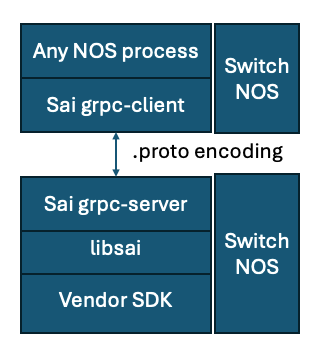 Any NOS process
Switch
NOS
Sai grpc-client
.proto encoding
Sai grpc-server
libsai
Switch
NOS
Vendor SDK